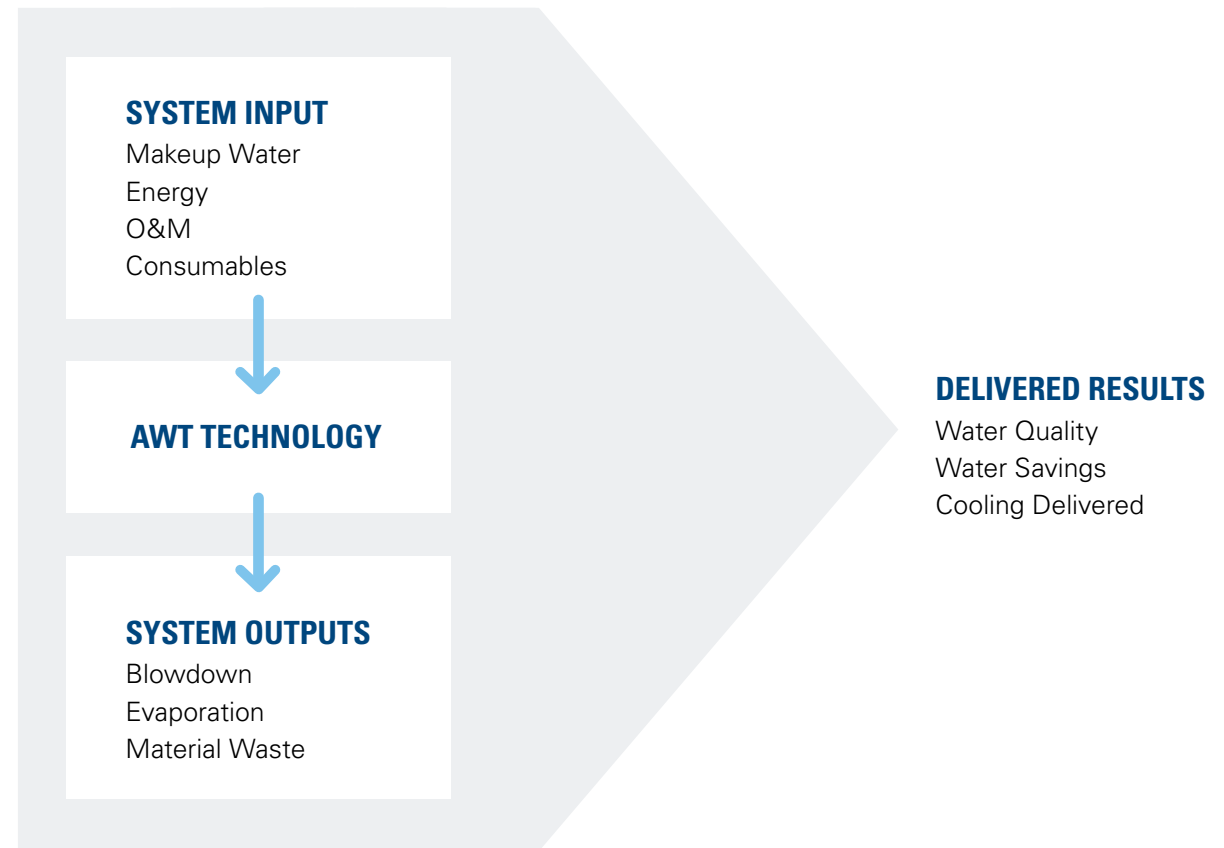 SYSTEM INPUT
Makeup Water
Energy
O&M
Consumables
AWT TECHNOLOGY
SYSTEM OUTPUTS
Blowdown
Evaporation
Material Waste
DELIVERED RESULTS
Water Quality
Water Savings
Cooling Delivered